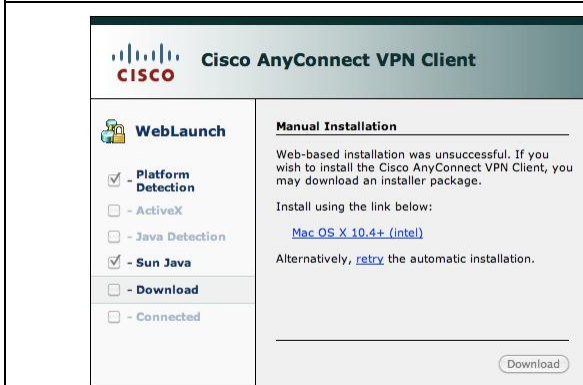 CISCO
Cisco AnyConnect VPN Client
WebLaunch
- Platform
Detection
- ActiveX
- Java Detection
- Sun Java
- Download
- Connected
Manual Installation
Web-based installation was unsuccessful. If you
wish to install the Cisco AnyConnect VPN Client, you
may download an installer package.
Install using the link below:
Mac OS X 10.4+ (intel)
Alternatively, retry the automatic installation.
Download